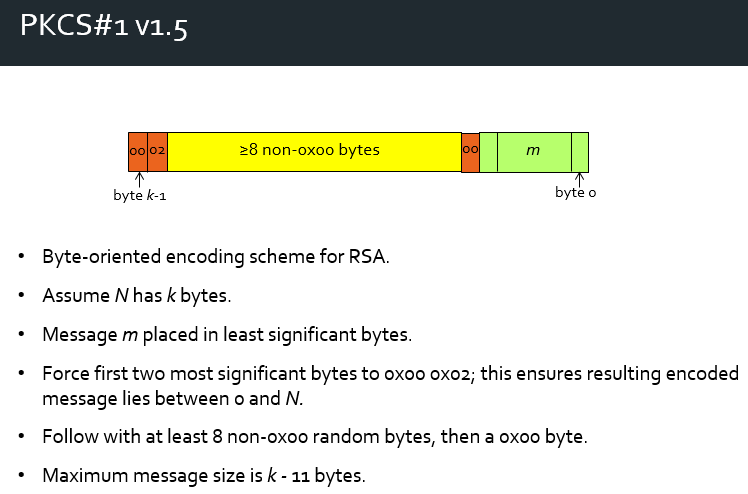 PKCS#1 v1.5
00 02 ≥8 non-0x00 bytes 00 m
byte k-1 byte 0
• Byte-oriented encoding scheme for RSA.
• Assume N has k bytes.
• Message m placed in least significant bytes.
• Force first two most significant bytes to 0x00 0x02; this ensures resulting encoded
message lies between 0 and N.
• Follow with at least 8 non-0x00 random bytes, then a 0x00 byte.
• Maximum message size is k - 11 bytes.